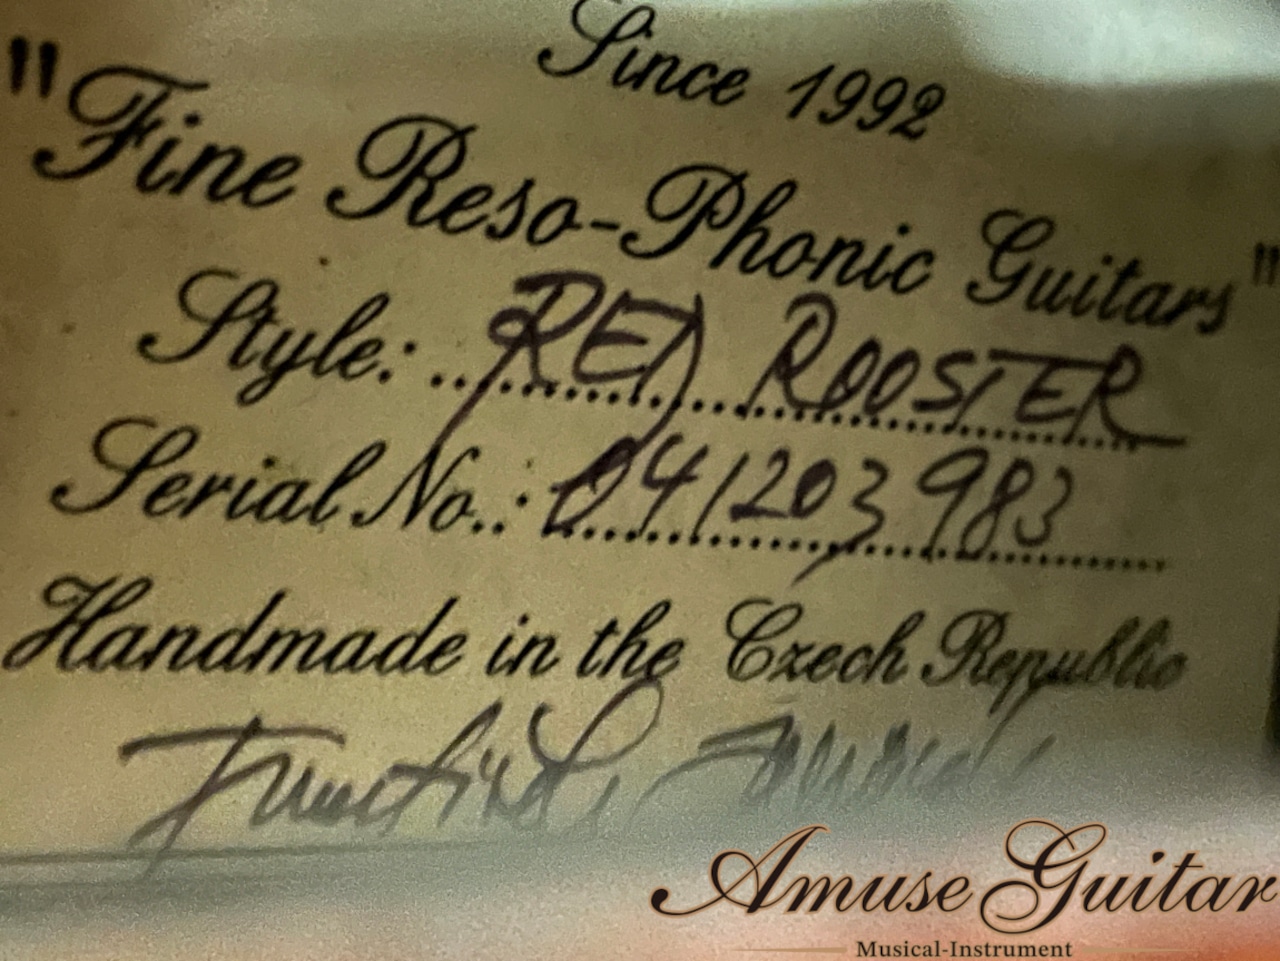 Since 1992
"Fine Reso-Phonic Guitars"
Style: RED ROOSTER
Serial No.: 041203983
Handmade in the Czech Republic
Amuse Guitar
Musical-Instrument